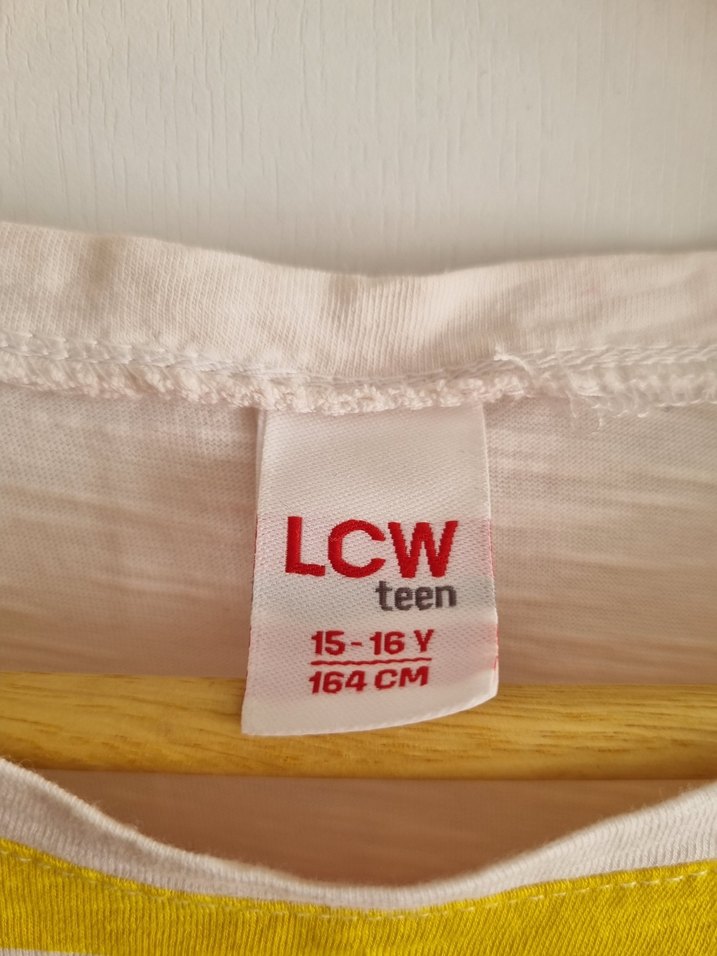 LCW
teen
15-16 Y
164 CM